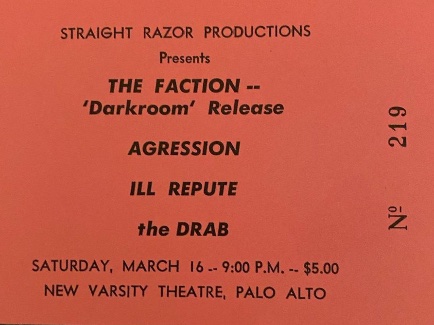 STRAIGHT RAZOR PRODUCTIONS
Presents
THE FACTION --
'Darkroom' Release
AGRESSION
ILL REPUTE
the DRAB
SATURDAY, MARCH 16 -- 9:00 P.M. -- $5.00
NEW VARSITY THEATRE, PALO ALTO
Nº 219